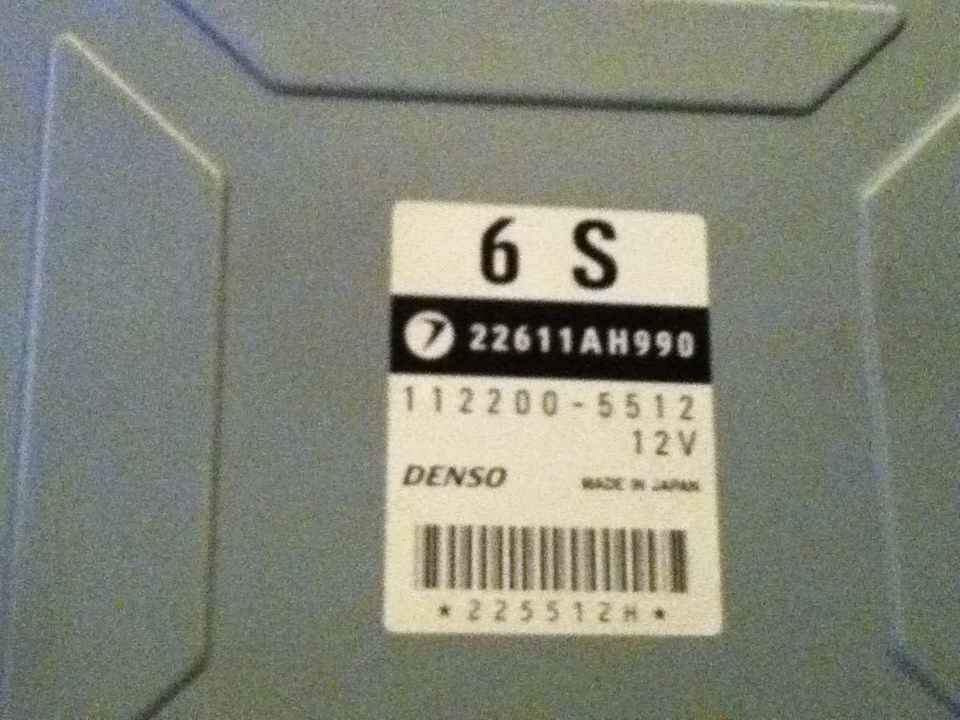 6 S
22611AH990
112200-5512
12V
DENSO MADE IN JAPAN
*225512H*